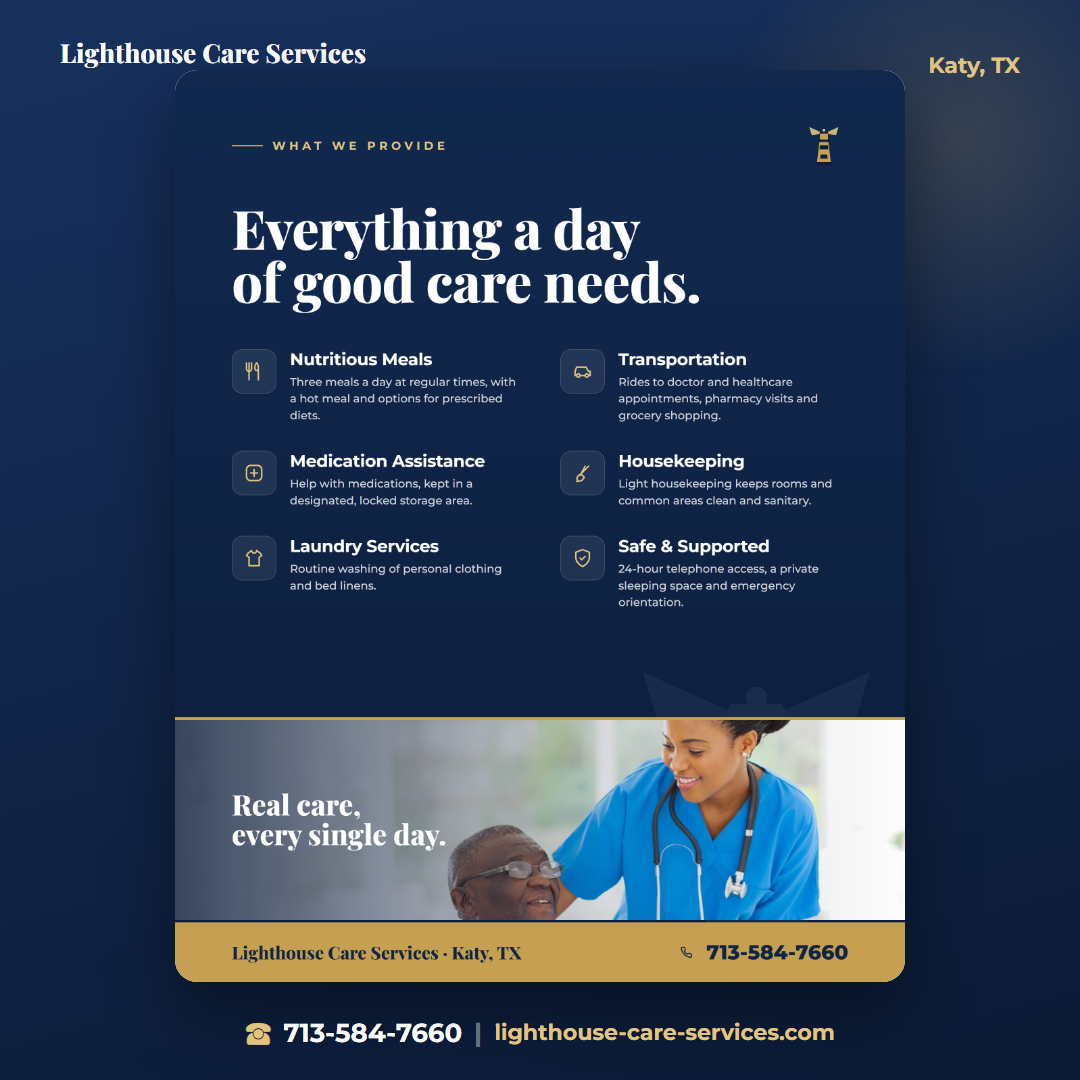 Lighthouse Care Services
Katy, TX
WHAT WE PROVIDE
Everything a day
of good care needs.
Nutritious Meals
Three meals a day at regular times, with
a hot meal and options for prescribed
diets.
Transportation
Rides to doctor and healthcare
appointments, pharmacy visits and
grocery shopping.
Medication Assistance
Help with medications, kept in a
designated, locked storage area.
Housekeeping
Light housekeeping keeps rooms and
common areas clean and sanitary.
Laundry Services
Routine washing of personal clothing
and bed linens.
Safe & Supported
24-hour telephone access, a private
sleeping space and emergency
orientation.
Real care,
every single day.
Lighthouse Care Services · Katy, TX
713-584-7660
713-584-7660 | lighthouse-care-services.com